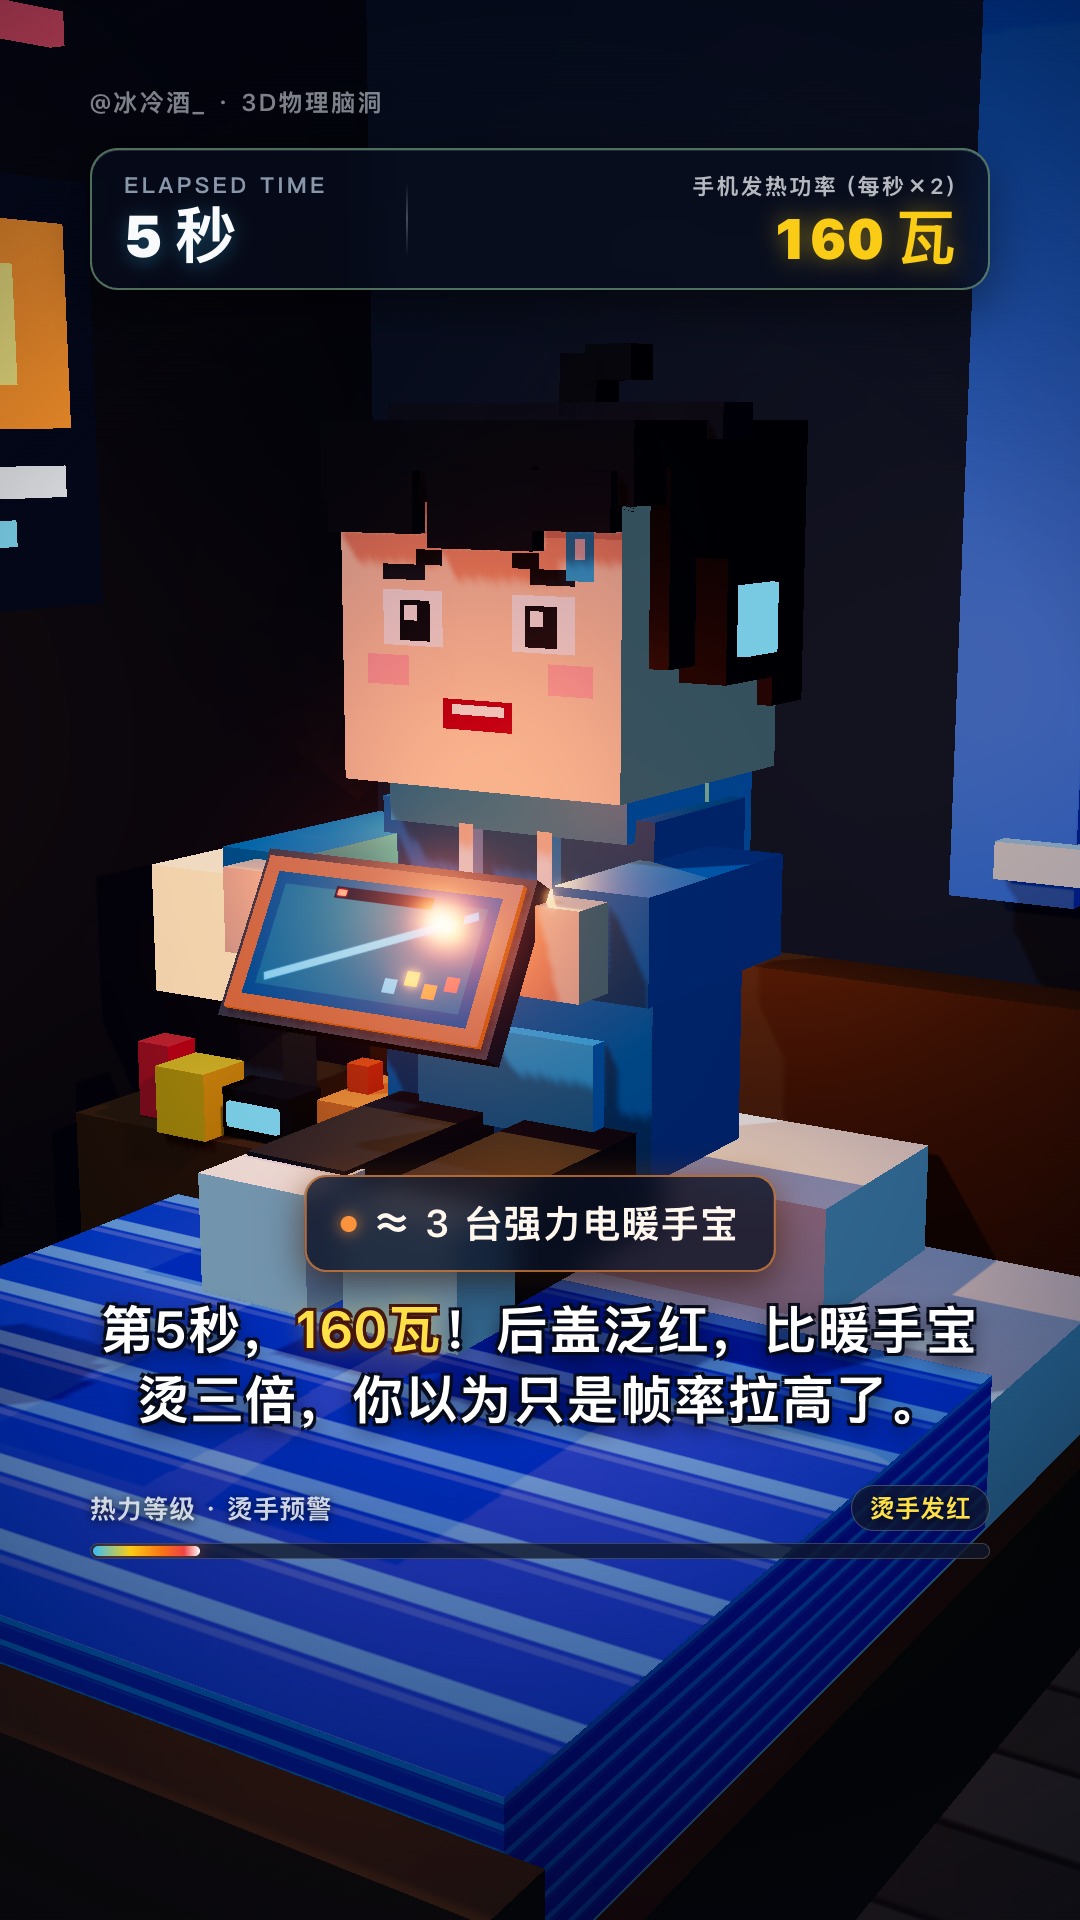 @冰冷酒_ · 3D物理脑洞
ELAPSED TIME
5 秒
手机发热功率 (每秒×2)
160 瓦
≈ 3 台强力电暖手宝
第5秒，160瓦！后盖泛红，比暖手宝
烫三倍，你以为只是帧率拉高了。
热力等级 · 烫手预警
烫手发红